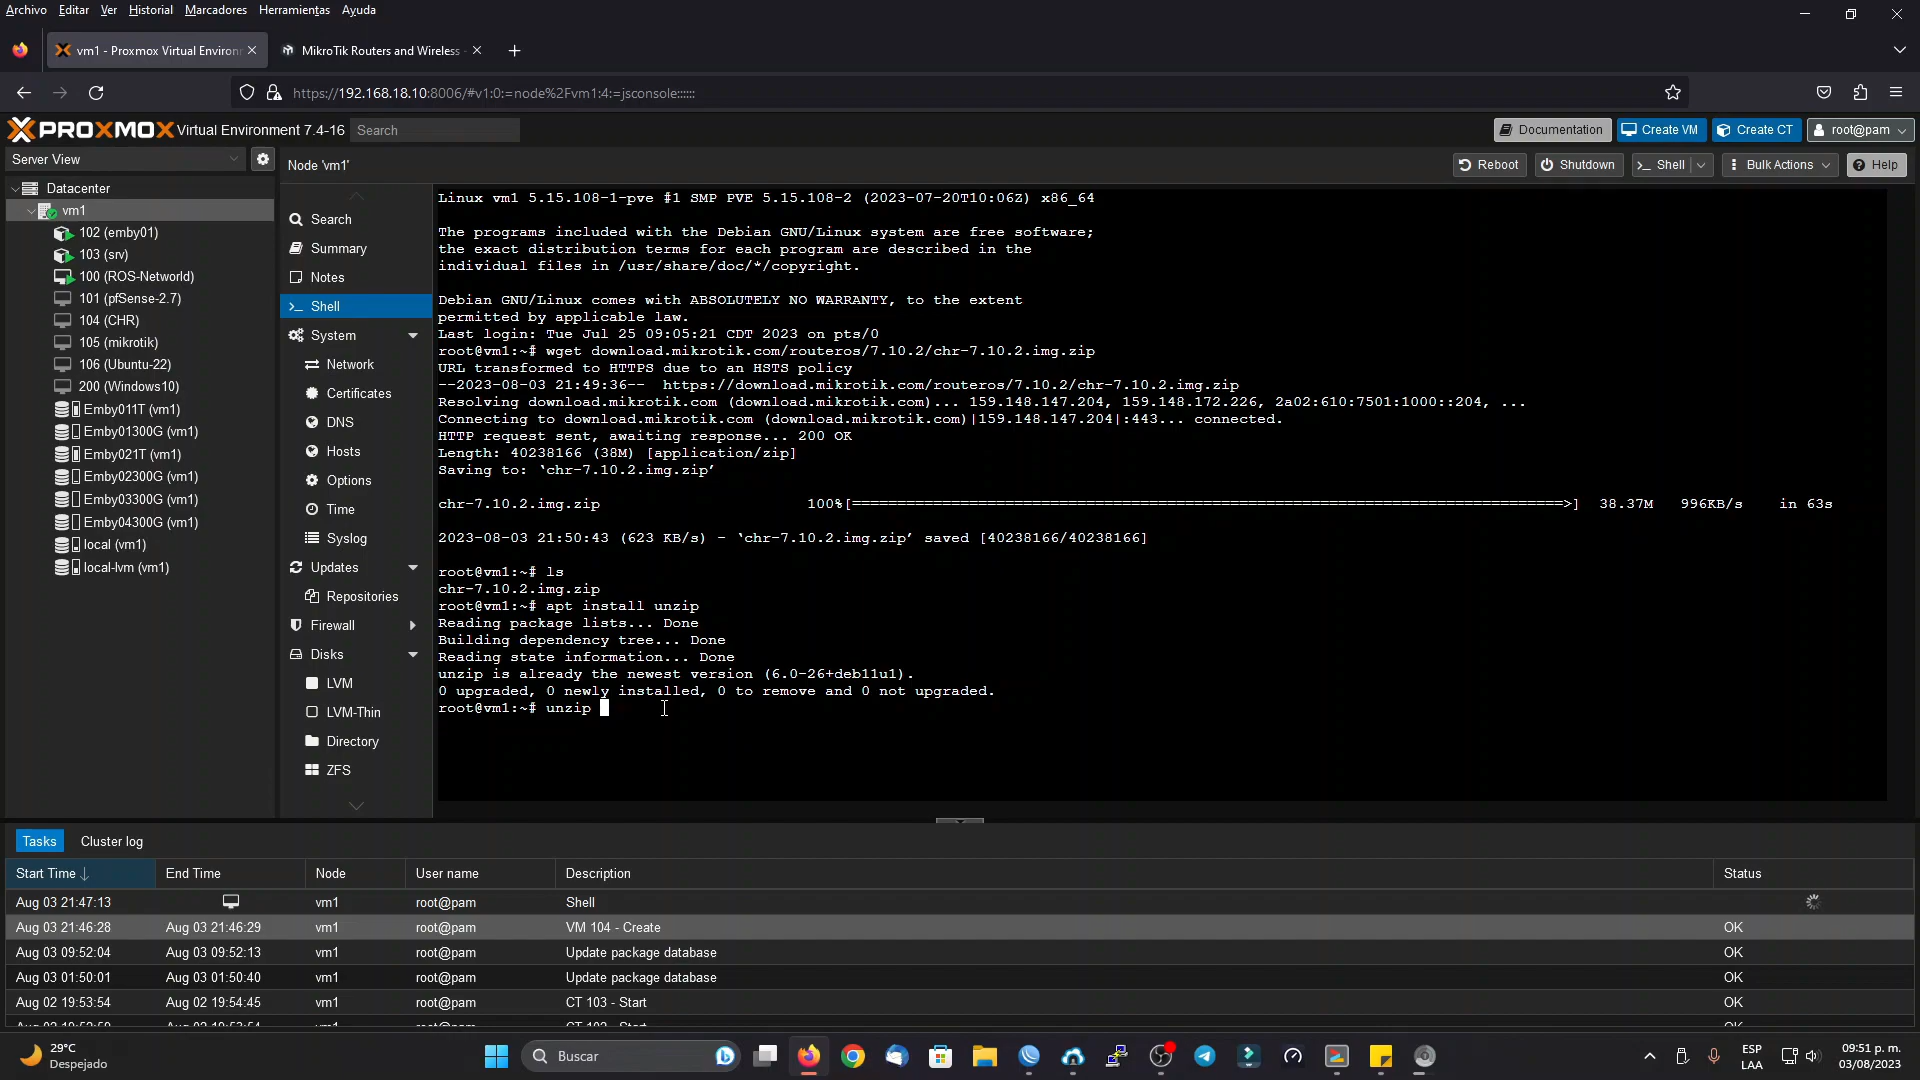 Archivo Editar Ver Historial Marcadores Herramientas Ayuda
vm1 - Proxmox Virtual Environ
MikroTik Routers and Wireless
https://192.168.18.10:8006/#v1:0:=node%2Fvm1:4:=jsconsole::::::
PROXMOX Virtual Environment 7.4-16 Search
Documentation Create VM Create CT root@pam
Server View
Node 'vm1'
Reboot Shutdown Shell Bulk Actions Help
Datacenter
vm1
102 (emby01)
103 (srv)
100 (ROS-Networld)
101 (pfSense-2.7)
104 (CHR)
105 (mikrotik)
106 (Ubuntu-22)
200 (Windows10)
Emby011T (vm1)
Emby01300G (vm1)
Emby021T (vm1)
Emby02300G (vm1)
Emby03300G (vm1)
Emby04300G (vm1)
local (vm1)
local-lvm (vm1)
Search
Summary
Notes
Shell
System
Network
Certificates
DNS
Hosts
Options
Time
Syslog
Updates
Repositories
Firewall
Disks
LVM
LVM-Thin
Directory
ZFS
Linux vm1 5.15.108-1-pve #1 SMP PVE 5.15.108-2 (2023-07-20T10:06Z) x86_64
The programs included with the Debian GNU/Linux system are free software;
the exact distribution terms for each program are described in the
individual files in /usr/share/doc/*/copyright.
Debian GNU/Linux comes with ABSOLUTELY NO WARRANTY, to the extent
permitted by applicable law.
Last login: Tue Jul 25 09:05:21 CDT 2023 on pts/0
root@vm1:~# wget download.mikrotik.com/routeros/7.10.2/chr-7.10.2.img.zip
URL transformed to HTTPS due to an HSTS policy
--2023-08-03 21:49:36--  https://download.mikrotik.com/routeros/7.10.2/chr-7.10.2.img.zip
Resolving download.mikrotik.com (download.mikrotik.com)... 159.148.147.204, 159.148.172.226, 2a02:610:7501:1000::204, ...
Connecting to download.mikrotik.com (download.mikrotik.com)|159.148.147.204|:443... connected.
HTTP request sent, awaiting response... 200 OK
Length: 40238166 (38M) [application/zip]
Saving to: ‘chr-7.10.2.img.zip’
chr-7.10.2.img.zip 100%[===============================================================================>] 38.37M 996KB/s in 63s
2023-08-03 21:50:43 (623 KB/s) - ‘chr-7.10.2.img.zip’ saved [40238166/40238166]
root@vm1:~# ls
chr-7.10.2.img.zip
root@vm1:~# apt install unzip
Reading package lists... Done
Building dependency tree... Done
Reading state information... Done
unzip is already the newest version (6.0-26+deb11u1).
0 upgraded, 0 newly installed, 0 to remove and 0 not upgraded.
root@vm1:~# unzip
Tasks Cluster log
Start Time End Time Node User name Description Status
Aug 03 21:47:13 vm1 root@pam Shell
Aug 03 21:46:28 Aug 03 21:46:29 vm1 root@pam VM 104 - Create OK
Aug 03 09:52:04 Aug 03 09:52:13 vm1 root@pam Update package database OK
Aug 03 01:50:01 Aug 03 01:50:40 vm1 root@pam Update package database OK
Aug 02 19:53:54 Aug 02 19:54:45 vm1 root@pam CT 103 - Start OK
29°C
Despejado
Buscar
ESP
LAA
09:51 p. m.
03/08/2023